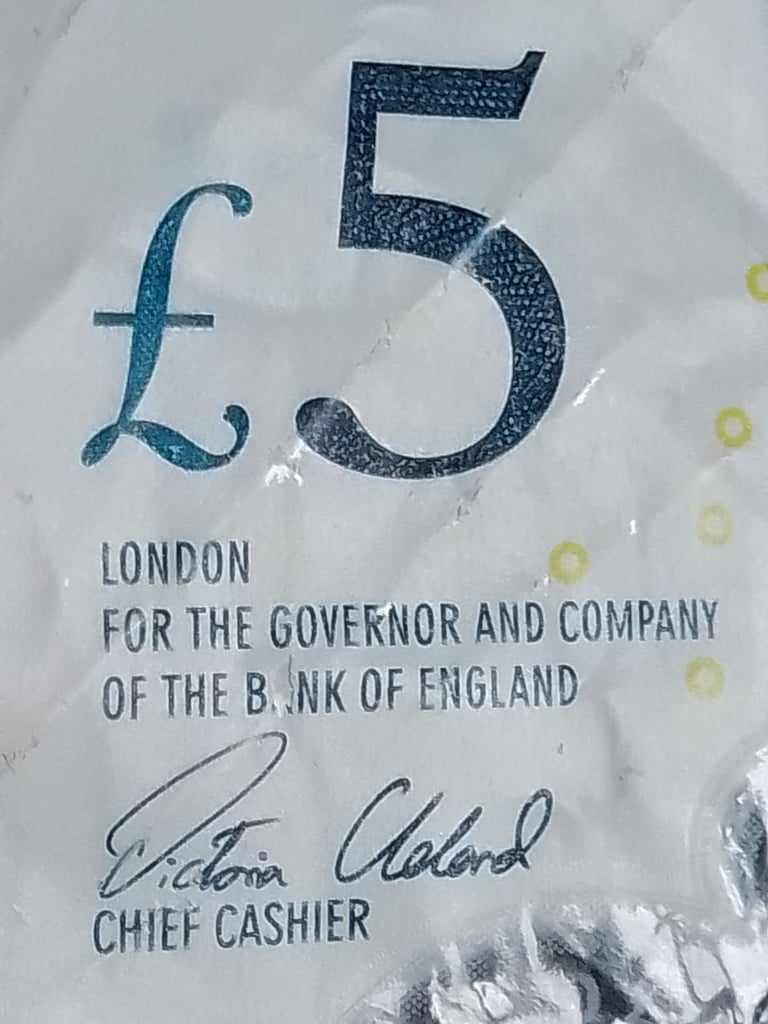 £5
LONDON
FOR THE GOVERNOR AND COMPANY
OF THE BANK OF ENGLAND
Victoria Cleland
CHIEF CASHIER